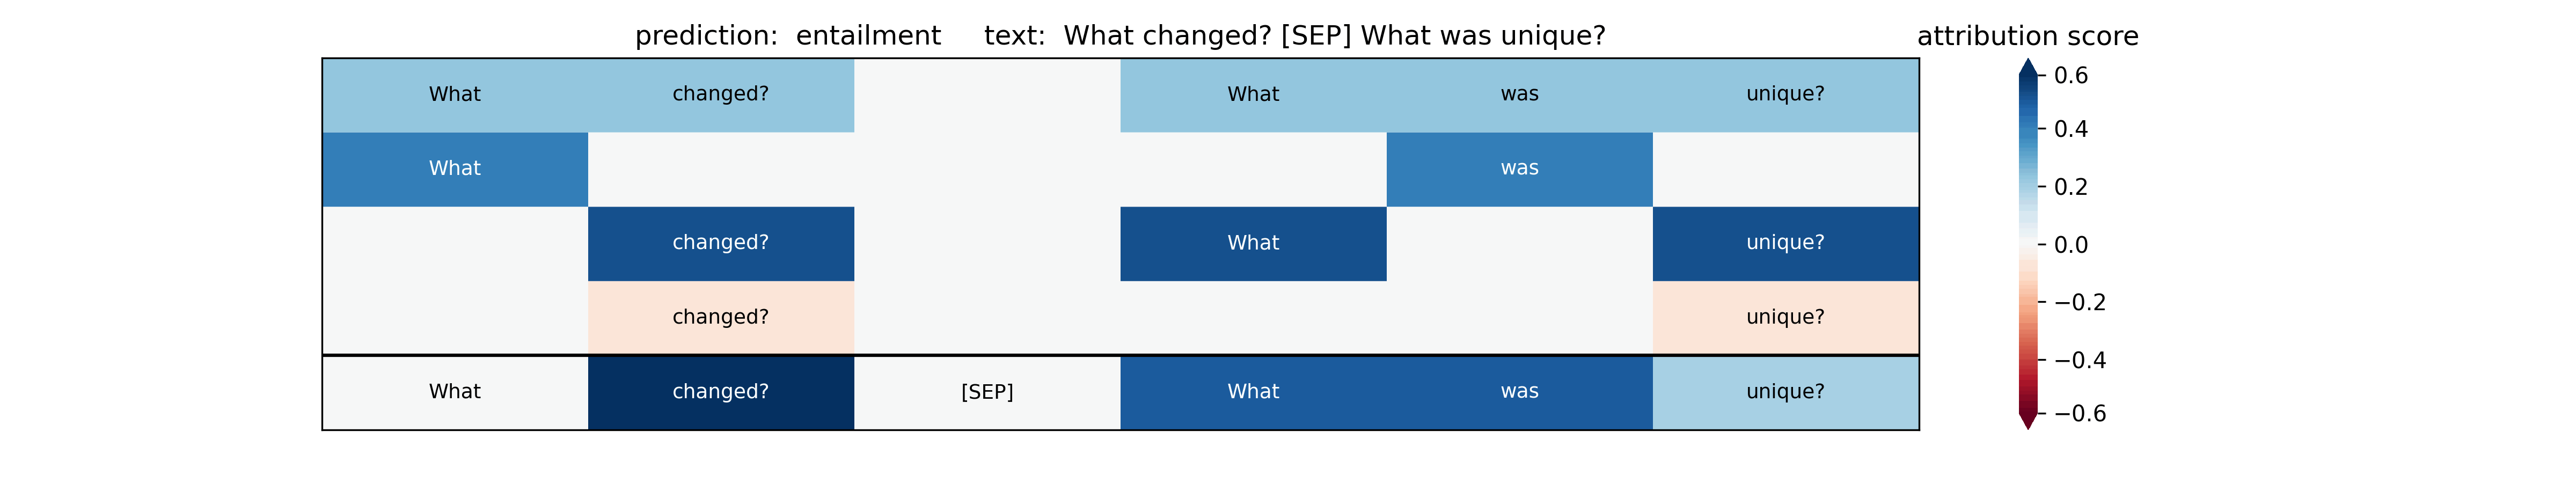 prediction: entailment text: What changed? [SEP] What was unique? attribution score
What changed? What was unique? 0.6
0.4
What was
0.2
changed? What unique? 0.0
−0.2
changed? unique?
−0.4
What changed? [SEP] What was unique?
−0.6